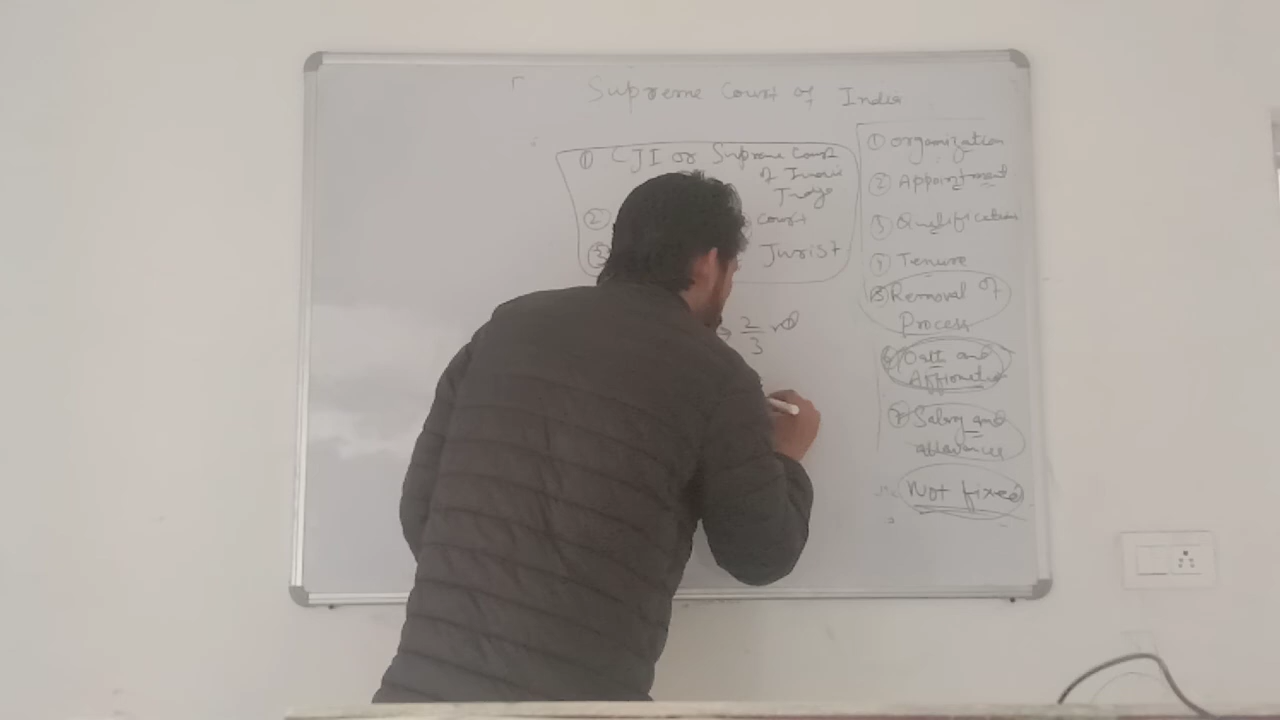 Supreme Court of India
① CJI or Supreme Court
of India
Judge
②
Court
③
Jurist
→ 2/3 rd
① Organization
② Appointment
③ Qualification
④ Tenure
⑤ Removal of
Process
⑥ Oath and
Affirmation
⑦ Salary and
allowances
Not fixed